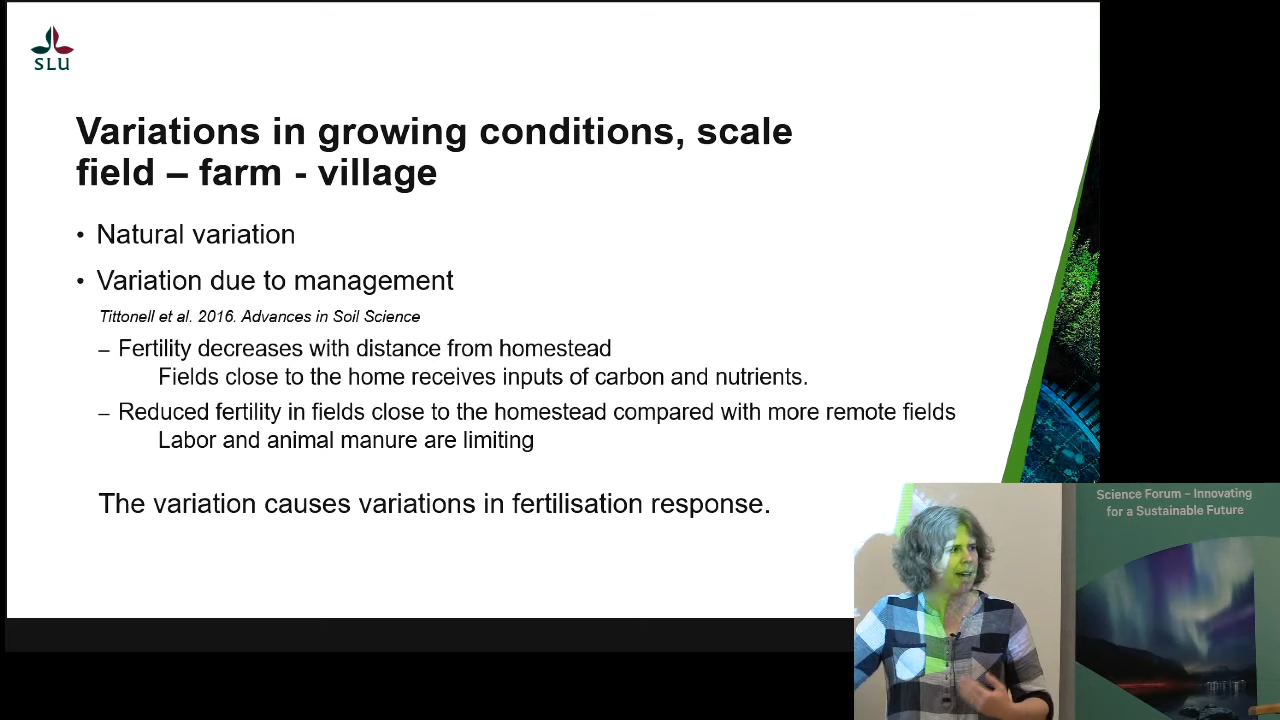 SLU
Variations in growing conditions, scale
field – farm - village
• Natural variation
• Variation due to management
Tittonell et al. 2016. Advances in Soil Science
– Fertility decreases with distance from homestead
Fields close to the home receives inputs of carbon and nutrients.
– Reduced fertility in fields close to the homestead compared with more remote fields
Labor and animal manure are limiting
The variation causes variations in fertilisation response.
Science Forum – Innovating
for a Sustainable Future